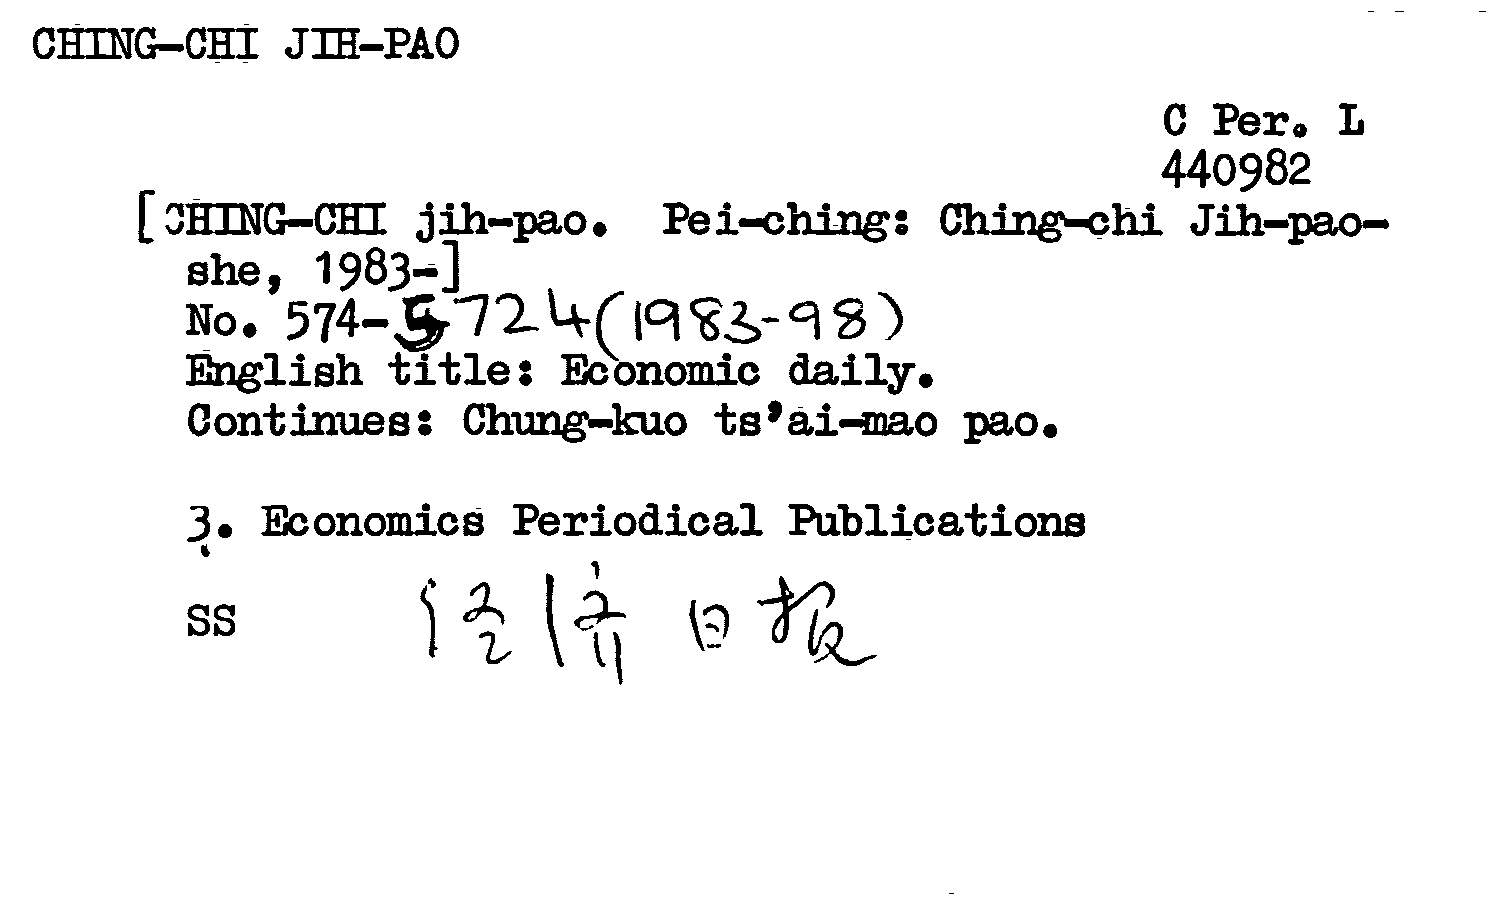 CHING-CHI JIH-PAO
C Per. L
440982
[CHING-CHI jih-pao. Pei-ching: Ching-chi Jih-pao-
she, 1983-]
No. 574-5724(1983-98)
English title: Economic daily.
Continues: Chung-kuo ts'ai-mao pao.
3. Economics Periodical Publications
SS 经济日报